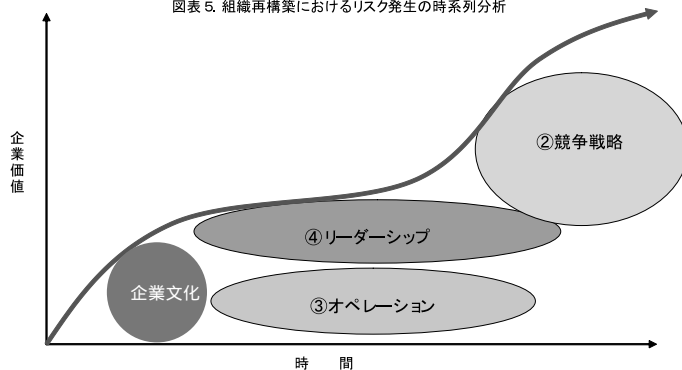 図表５. 組織再構築におけるリスク発生の時系列分析
企業価値
②競争戦略
④リーダーシップ
企業文化
③オペレーション
時　間